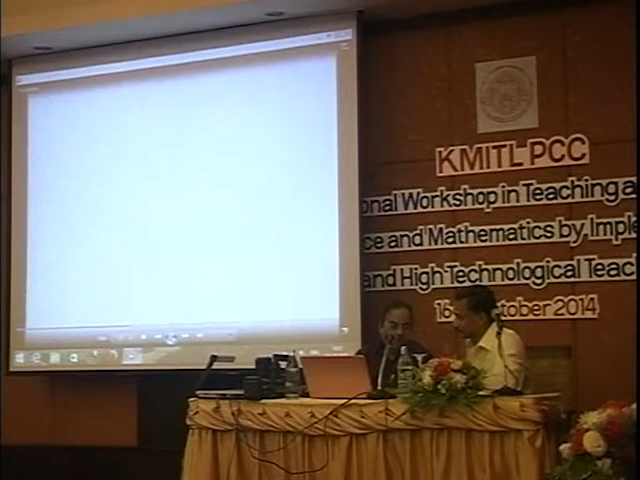 KMITL-PCC
onal Workshop in Teaching a
ce and Mathematics by Imple
and High Technological Teac
October 2014